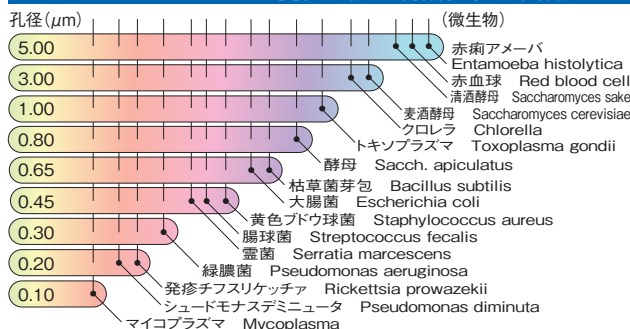 孔径(μm)
(微生物)
5.00
赤痢アメーバ
Entamoeba histolytica
3.00
赤血球 Red blood cell
清酒酵母 Saccharomyces sake
1.00
麦酒酵母 Saccharomyces cerevisiae
クロレラ Chlorella
0.80
トキソプラズマ Toxoplasma gondii
酵母 Sacch. apiculatus
0.65
枯草菌芽包 Bacillus subtilis
大腸菌 Escherichia coli
0.45
黄色ブドウ球菌 Staphylococcus aureus
腸球菌 Streptococcus fecalis
0.30
霊菌 Serratia marcescens
緑膿菌 Pseudomonas aeruginosa
0.20
発疹チフスリケッチァ Rickettsia prowazekii
0.10
シュードモナスデミニュータ Pseudomonas diminuta
マイコプラズマ Mycoplasma